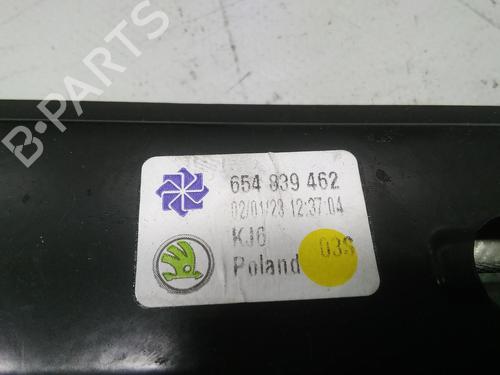 B-PARTS
654 839 462
02/01/23 12:37:04
KJ6
03S
Poland